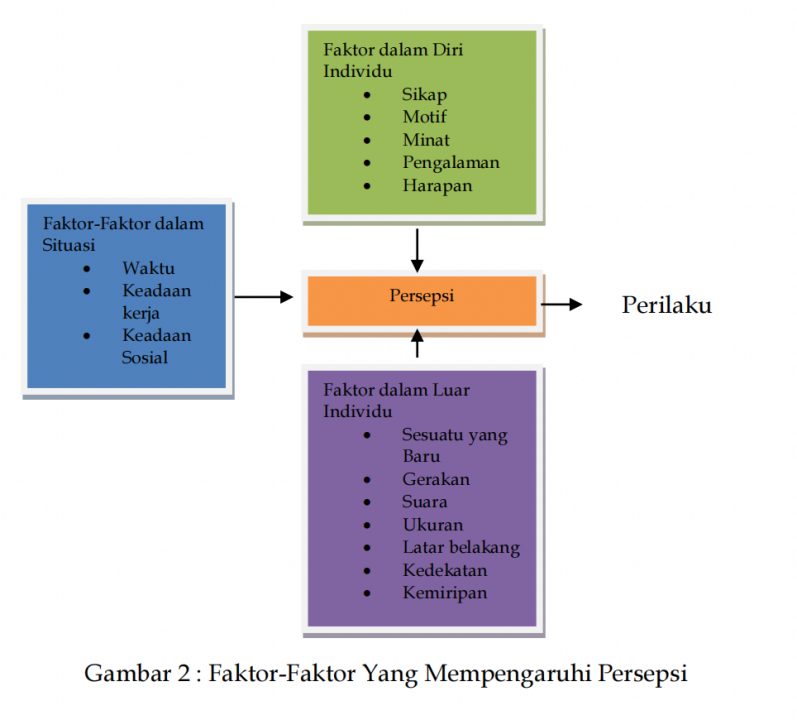 Faktor dalam Diri
Individu
• Sikap
• Motif
• Minat
• Pengalaman
• Harapan
Faktor-Faktor dalam
Situasi
• Waktu
• Keadaan
kerja
• Keadaan
Sosial
Persepsi
Perilaku
Faktor dalam Luar
Individu
• Sesuatu yang
Baru
• Gerakan
• Suara
• Ukuran
• Latar belakang
• Kedekatan
• Kemiripan
Gambar 2 : Faktor-Faktor Yang Mempengaruhi Persepsi